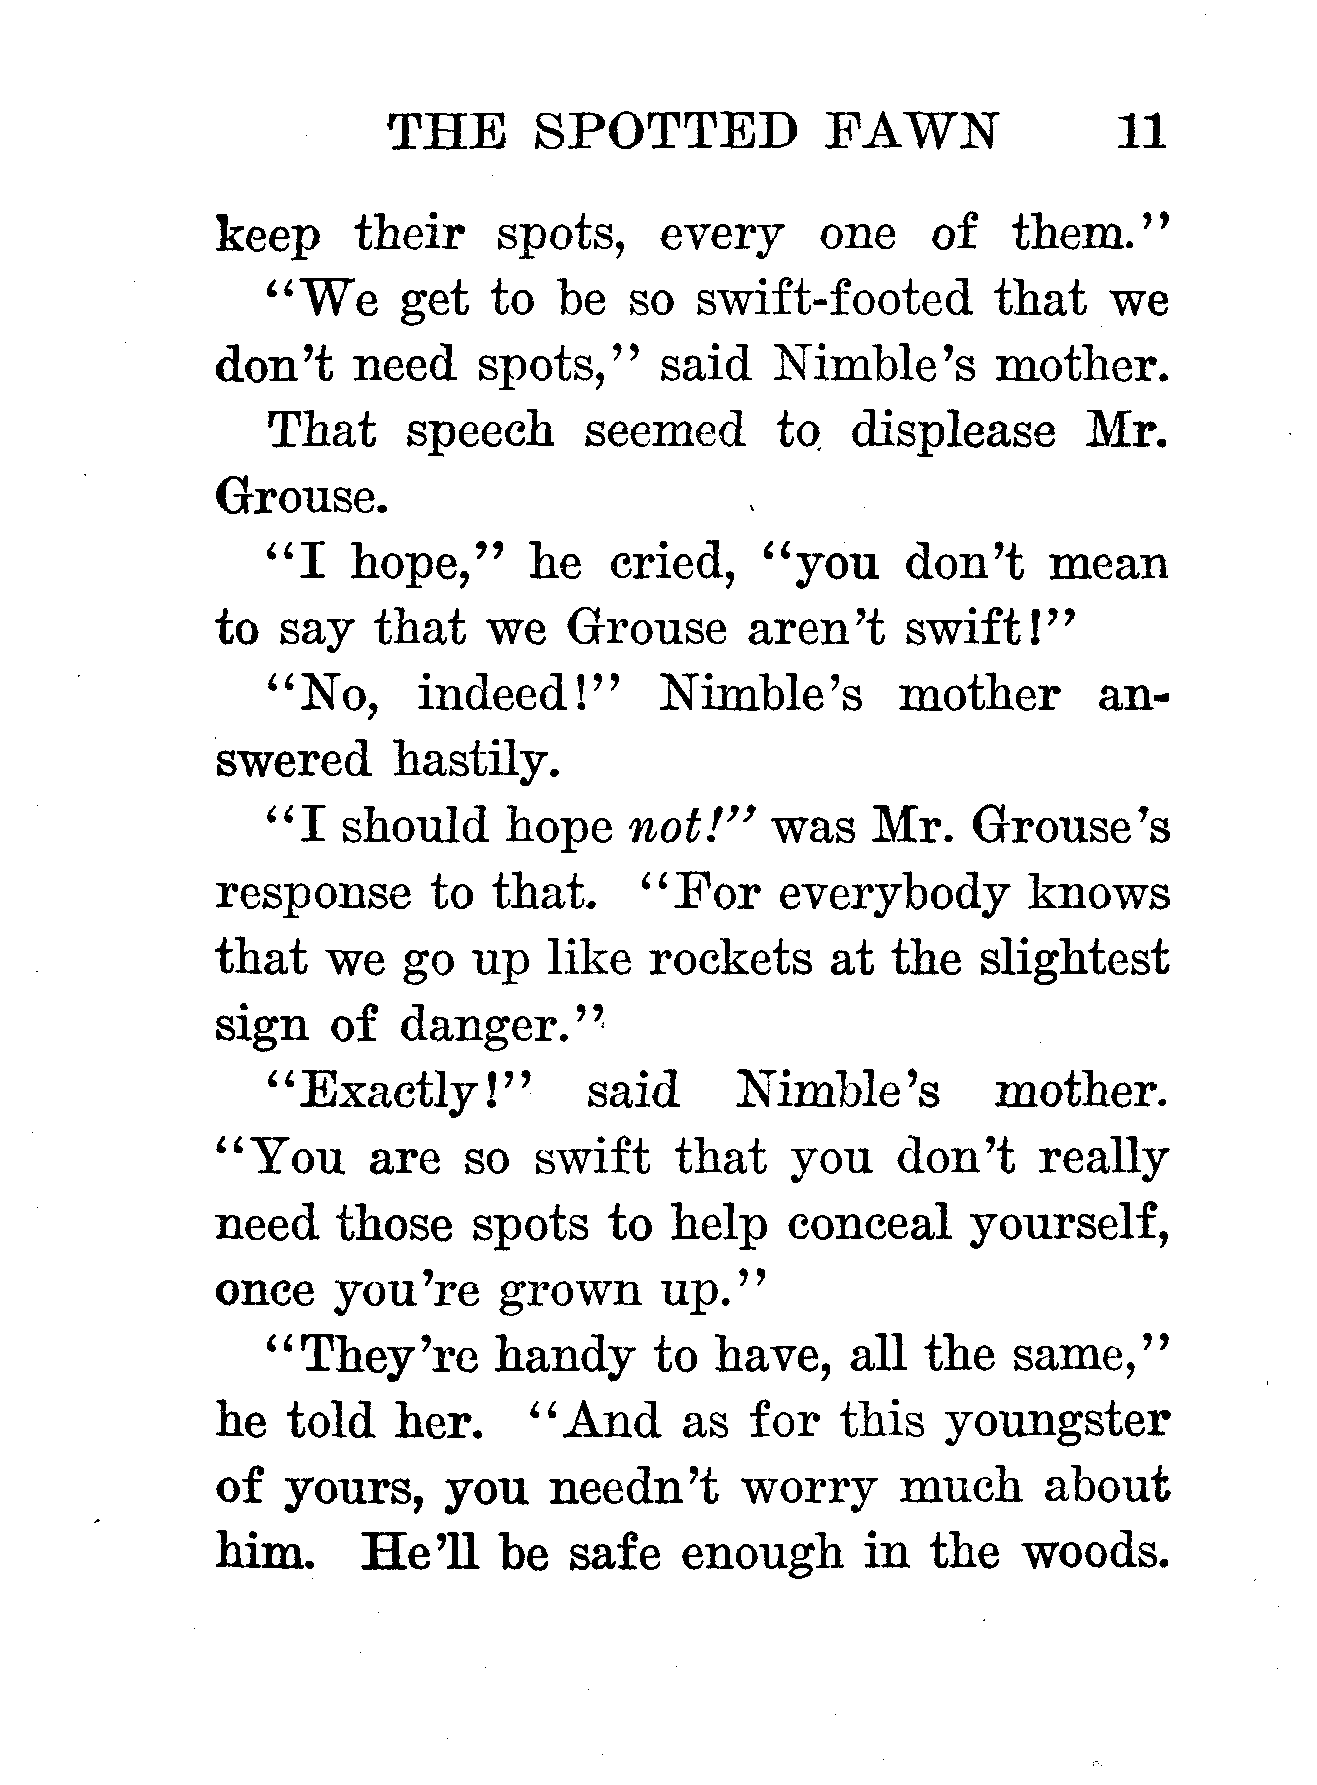 THE SPOTTED FAWN 11
keep their spots, every one of them."
"We get to be so swift-footed that we
don't need spots," said Nimble's mother.
That speech seemed to displease Mr.
Grouse.
"I hope," he cried, "you don't mean
to say that we Grouse aren't swift!"
"No, indeed!" Nimble's mother an-
swered hastily.
"I should hope not!" was Mr. Grouse's
response to that. "For everybody knows
that we go up like rockets at the slightest
sign of danger."
"Exactly!" said Nimble's mother.
"You are so swift that you don't really
need those spots to help conceal yourself,
once you're grown up."
"They're handy to have, all the same,"
he told her. "And as for this youngster
of yours, you needn't worry much about
him. He'll be safe enough in the woods.